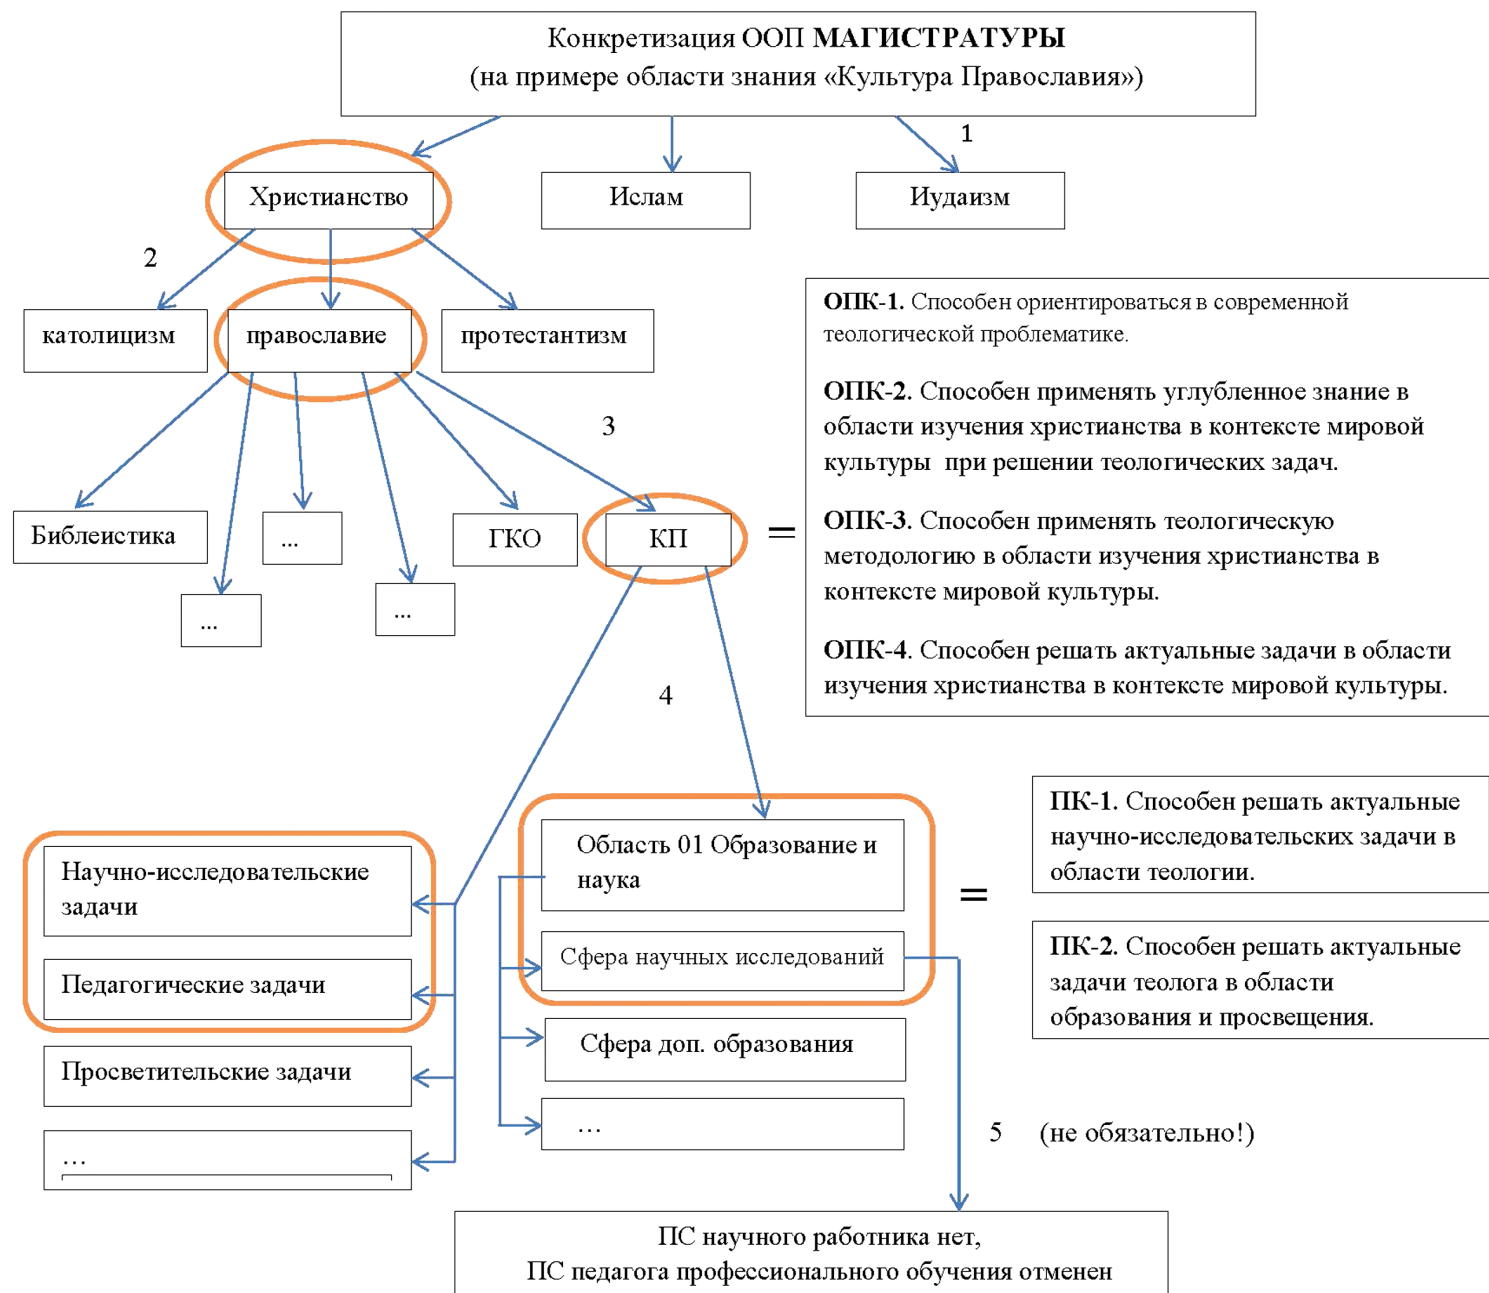 Конкретизация ООП МАГИСТРАТУРЫ
(на примере области знания «Культура Православия»)
1
Христианство
Ислам
Иудаизм
2
католицизм
православие
протестантизм
3
Библеистика
...
ГКО
КП
=
...
...
ОПК-1. Способен ориентироваться в современной
теологической проблематике.
ОПК-2. Способен применять углубленное знание в
области изучения христианства в контексте мировой
культуры при решении теологических задач.
ОПК-3. Способен применять теологическую
методологию в области изучения христианства в
контексте мировой культуры.
ОПК-4. Способен решать актуальные задачи в области
изучения христианства в контексте мировой культуры.
4
Научно-исследовательские
задачи
Педагогические задачи
Просветительские задачи
...
Область 01 Образование и
наука
Сфера научных исследований
Сфера доп. образования
...
=
ПК-1. Способен решать актуальные
научно-исследовательских задачи в
области теологии.
ПК-2. Способен решать актуальные
задачи теолога в области
образования и просвещения.
5 (не обязательно!)
ПС научного работника нет,
ПС педагога профессионального обучения отменен